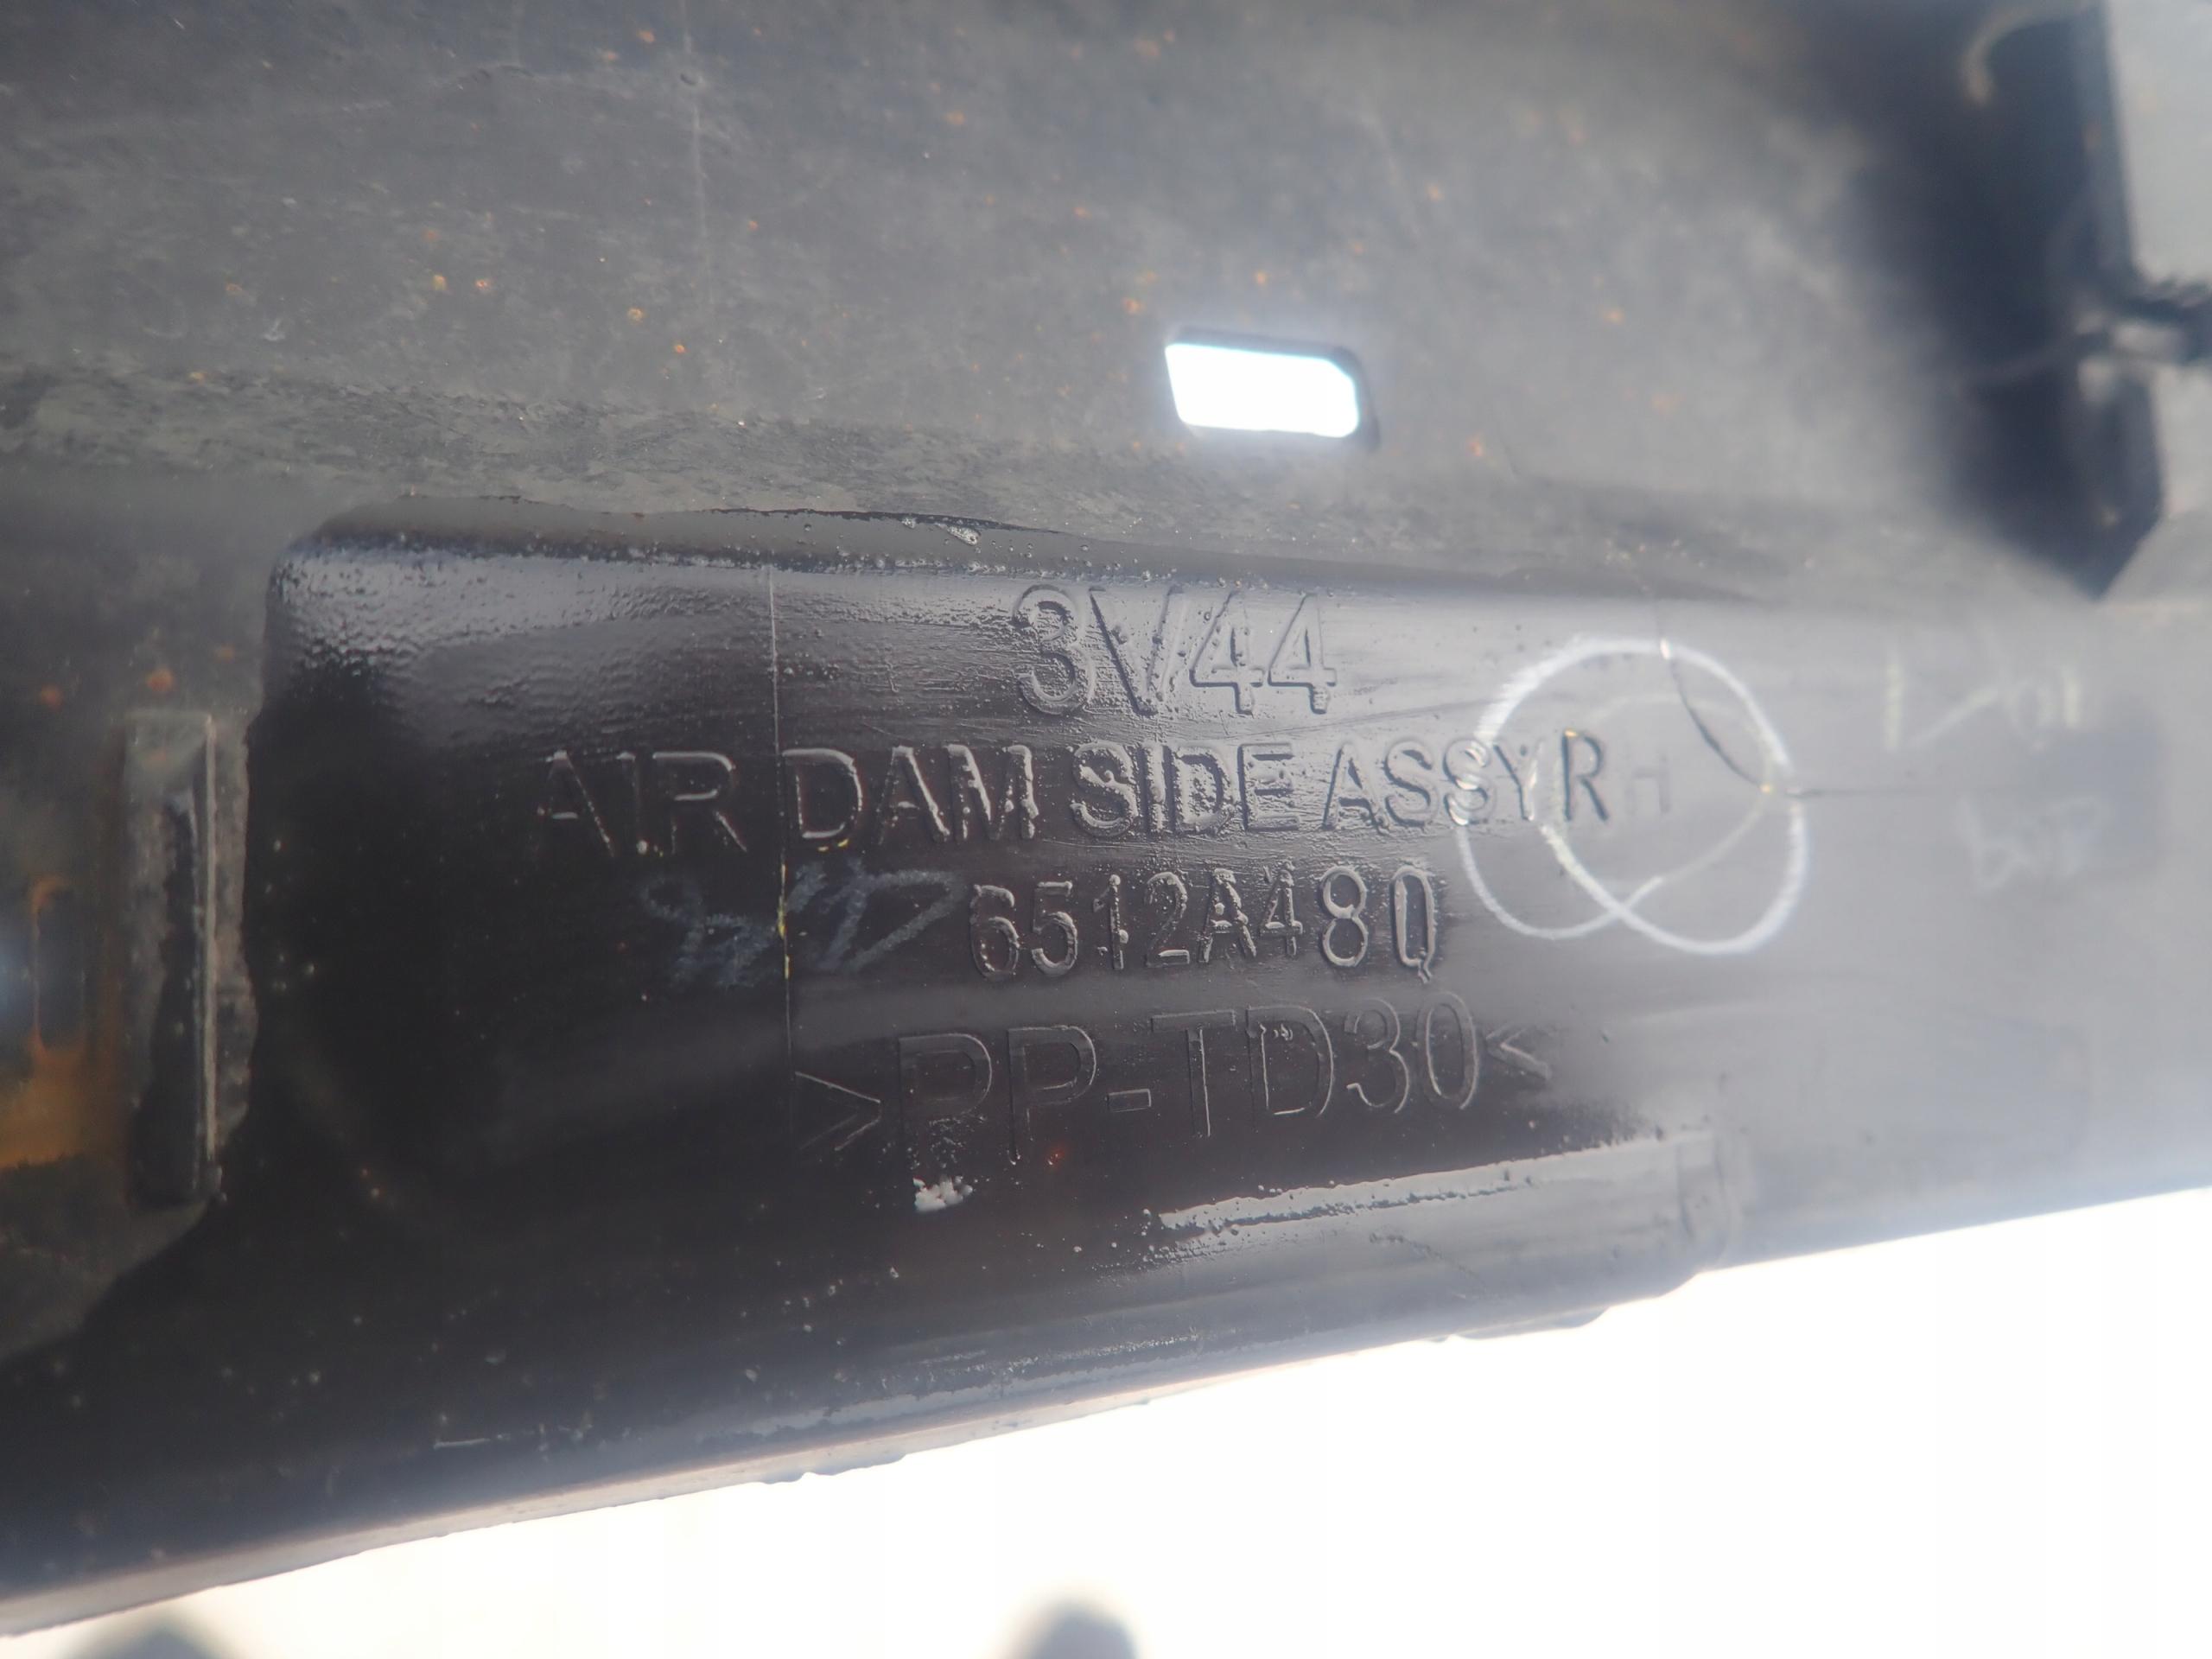 3V44
AIR DAM SIDE ASSY RH
6512A480
>PP-TD30<